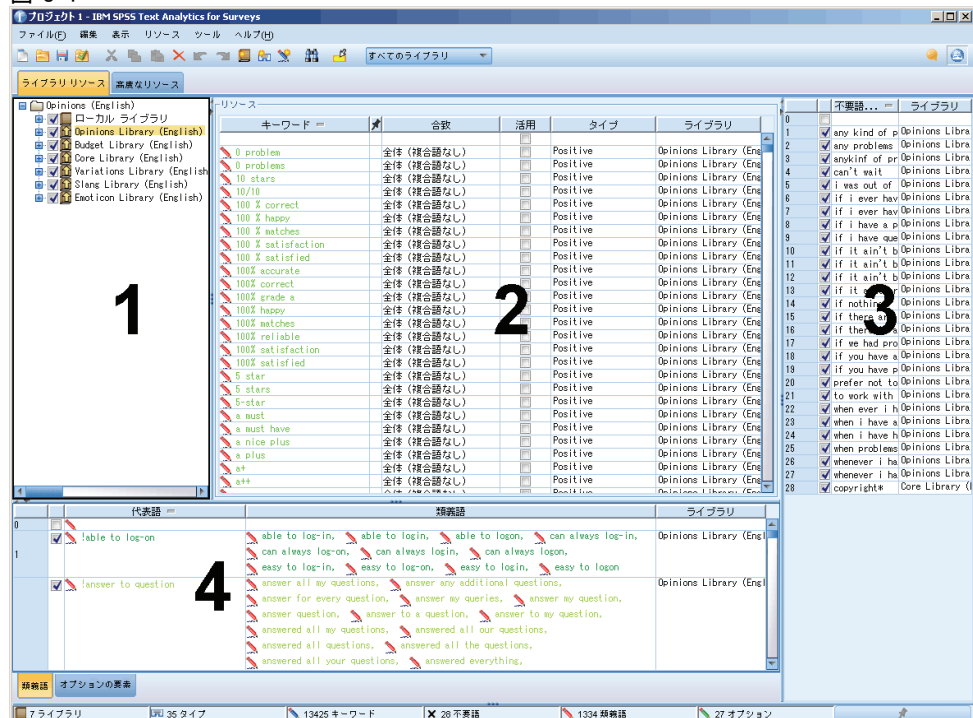 プロジェクト 1 - IBM SPSS Text Analytics for Surveys
ファイル(F) 編集 表示 リソース ツール ヘルプ(H)
すべてのライブラリ
ライブラリ リソース 高度なリソース
Opinions (English)
ローカル ライブラリ
Opinions Library (English)
Budget Library (English)
Core Library (English)
Variations Library (English
Slang Library (English)
Emoticon Library (English)
1
リソース
キーワード 合致 活用 タイプ ライブラリ
0 problem 全体 (複合語なし) Positive Opinions Library (Eng
0 problems 全体 (複合語なし) Positive Opinions Library (Eng
10 stars 全体 (複合語なし) Positive Opinions Library (Eng
10/10 全体 (複合語なし) Positive Opinions Library (Eng
100 % correct 全体 (複合語なし) Positive Opinions Library (Eng
100 % happy 全体 (複合語なし) Positive Opinions Library (Eng
100 % matches 全体 (複合語なし) Positive Opinions Library (Eng
100 % satisfaction 全体 (複合語なし) Positive Opinions Library (Eng
100 % satisfied 全体 (複合語なし) Positive Opinions Library (Eng
100% accurate 全体 (複合語なし) Positive Opinions Library (Eng
100% correct 全体 (複合語なし) Positive Opinions Library (Eng
100% grade a 全体 (複合語なし) Positive Opinions Library (Eng
100% happy 全体 (複合語なし) Positive Opinions Library (Eng
100% matches 全体 (複合語なし) Positive Opinions Library (Eng
100% reliable 全体 (複合語なし) Positive Opinions Library (Eng
100% satisfaction 全体 (複合語なし) Positive Opinions Library (Eng
100% satisfied 全体 (複合語なし) Positive Opinions Library (Eng
5 star 全体 (複合語なし) Positive Opinions Library (Eng
5 stars 全体 (複合語なし) Positive Opinions Library (Eng
5-star 全体 (複合語なし) Positive Opinions Library (Eng
a must 全体 (複合語なし) Positive Opinions Library (Eng
a must have 全体 (複合語なし) Positive Opinions Library (Eng
a nice plus 全体 (複合語なし) Positive Opinions Library (Eng
a plus 全体 (複合語なし) Positive Opinions Library (Eng
a+ 全体 (複合語なし) Positive Opinions Library (Eng
a++ 全体 (複合語なし) Positive Opinions Library (Eng
2
不要語... ライブラリ
0
1 any kind of p Opinions Libra
2 any problems Opinions Libra
3 anykinf of pr Opinions Libra
4 can't wait Opinions Libra
5 i was out of Opinions Libra
6 if i ever hav Opinions Libra
7 if i ever hav Opinions Libra
8 if i have a p Opinions Libra
9 if i have que Opinions Libra
10 if it ain't b Opinions Libra
11 if it ain't b Opinions Libra
12 if it ain't b Opinions Libra
13 if it Opinions Libra
14 if nothin Opinions Libra
15 if there Opinions Libra
16 if there Opinions Libra
17 if we had pro Opinions Libra
18 if you have a Opinions Libra
19 if you have p Opinions Libra
20 prefer not to Opinions Libra
21 to work with Opinions Libra
22 when ever i h Opinions Libra
23 when i have a Opinions Libra
24 when i have h Opinions Libra
25 when problems Opinions Libra
26 whenever i ha Opinions Libra
27 whenever i ha Opinions Libra
28 copyright* Core Library (
3
代表語 類義語 ライブラリ
0
1 !able to log-on able to log-in, able to login, able to logon, can always log-in, Opinions Library (Engl
can always log-on, can always login, can always logon,
easy to log-in, easy to log-on, easy to login, easy to logon
!answer to question answer all my questions, answer any additional questions, Opinions Library (Engl
answer for every question, answer my queries, answer my question,
answer question, answer to a question, answer to my question,
answered all my questions, answered all our questions,
answered all questions, answered all the questions,
answered all your questions, answered everything,
4
類義語 オプションの要素
7 ライブラリ 35 タイプ 13425 キーワード 28 不要語 1334 類義語 27 オプション